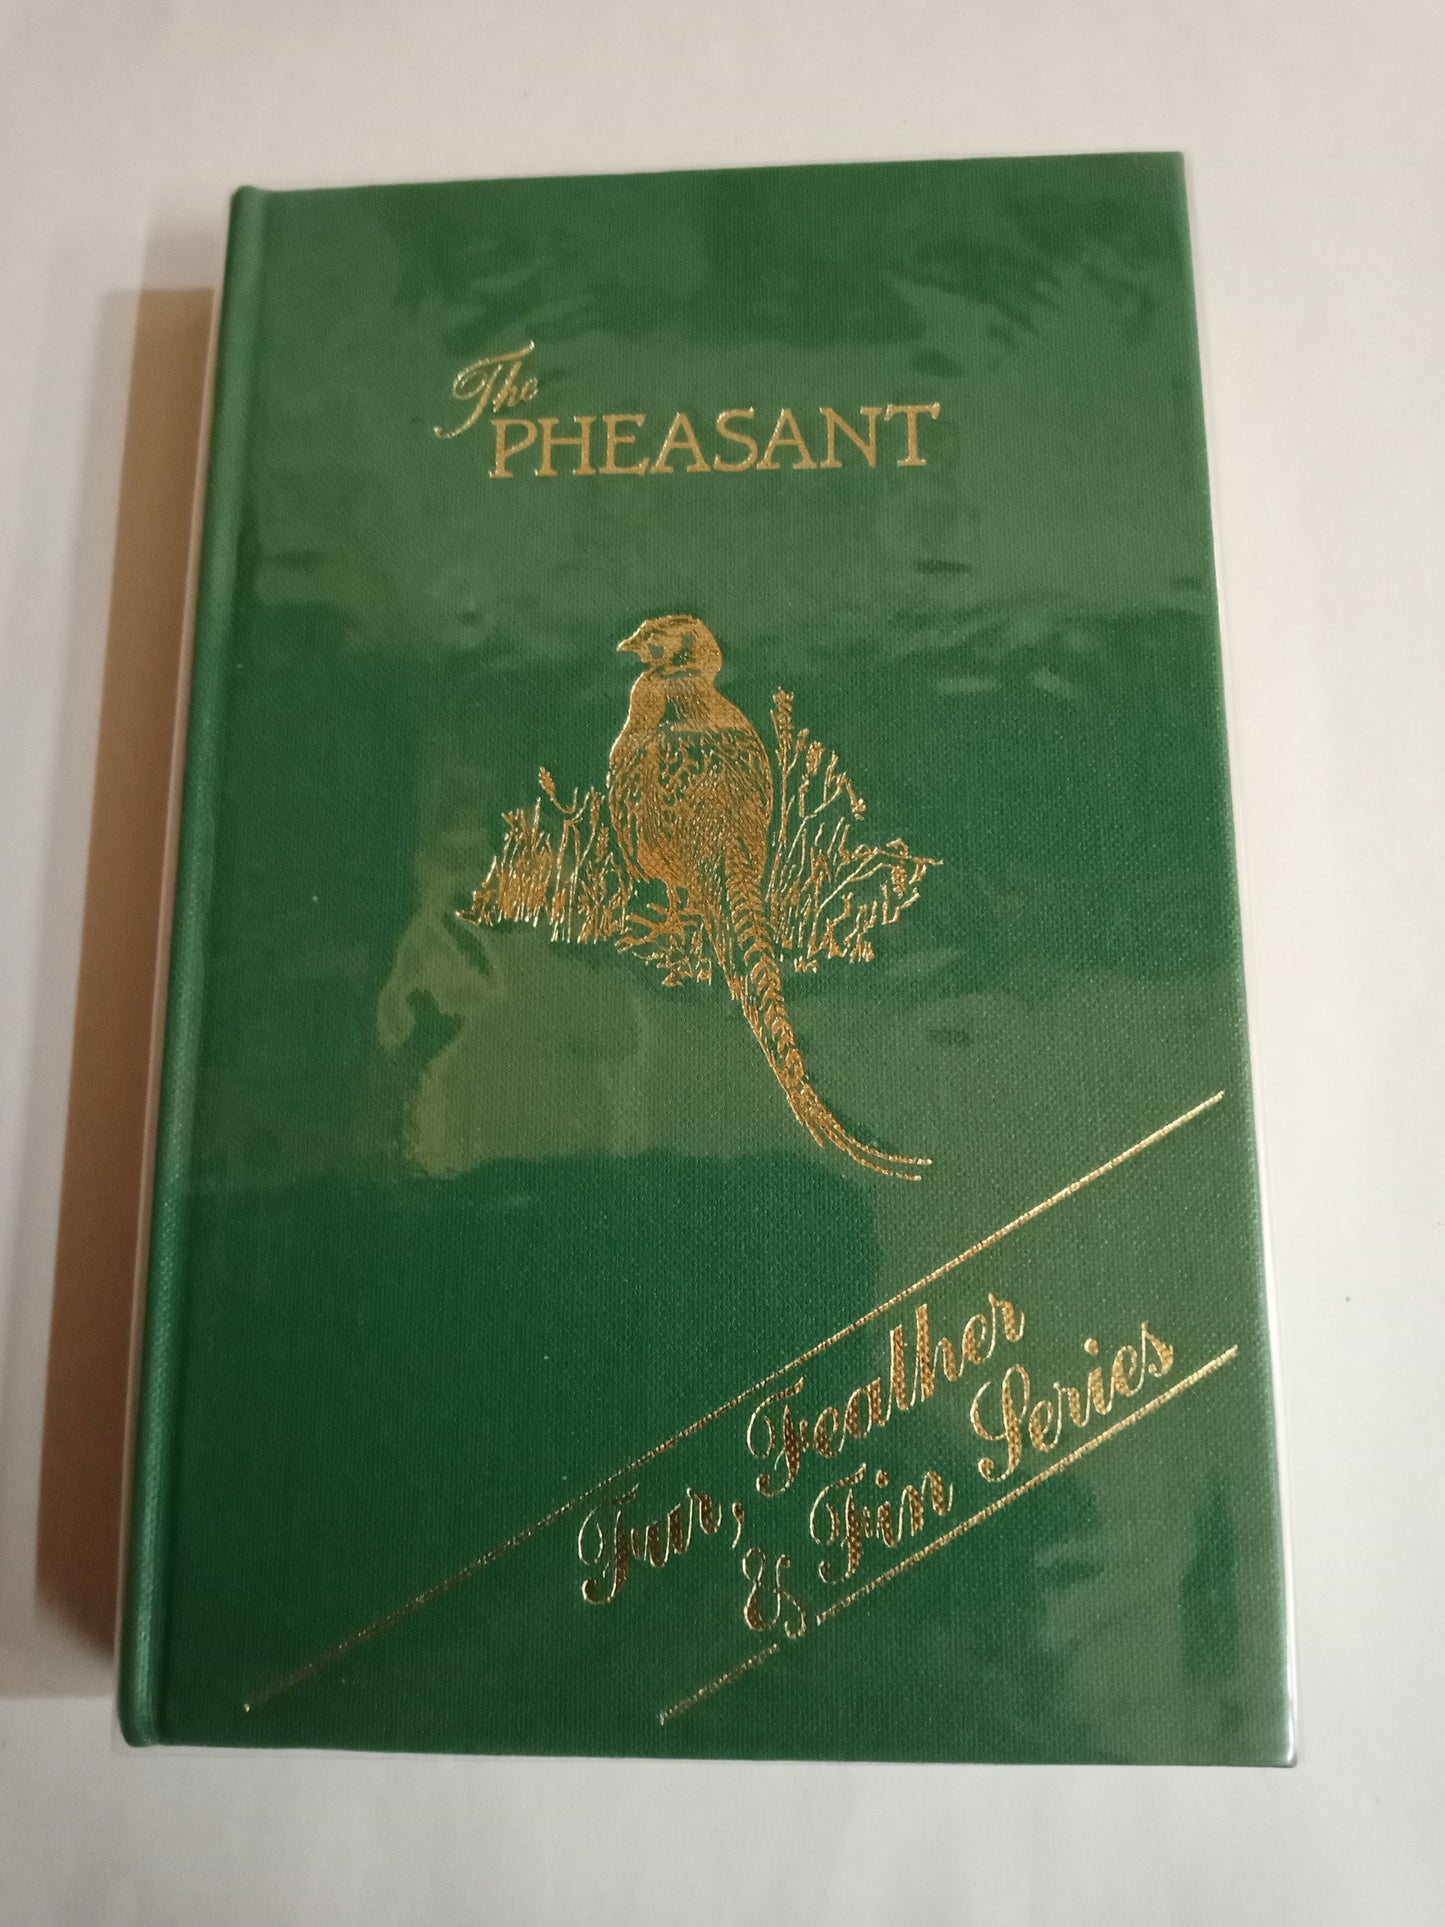 The
PHEASANT
Fur, Feather
& Fin Series